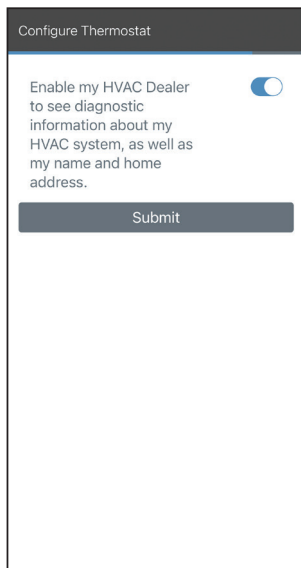 Configure Thermostat
Enable my HVAC Dealer
to see diagnostic
information about my
HVAC system, as well as
my name and home
address.
Submit